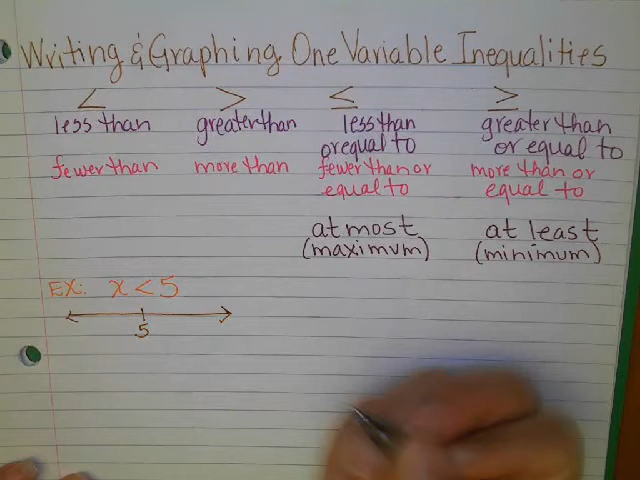 Writing & Graphing One Variable Inequalities
< > ≤ ≥
less than greater than less than or equal to greater than or equal to
fewer than more than fewer than or equal to more than or equal to
at most (maximum) at least (minimum)
EX: x < 5
5